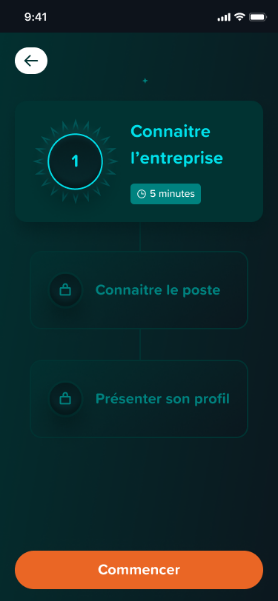 9:41
1
Connaitre
l'entreprise
5 minutes
Connaitre le poste
Présenter son profil
Commencer